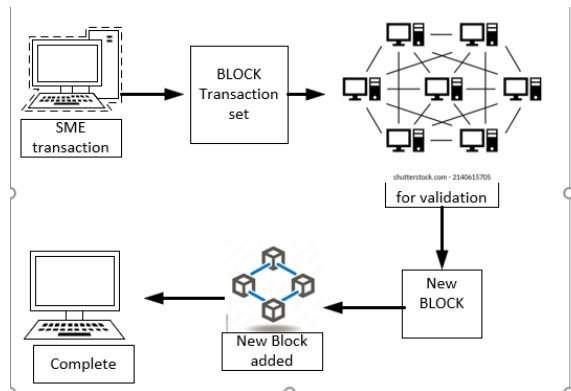 SME
transaction
BLOCK
Transaction
set
shutterstock.com • 2140615705
for validation
New
BLOCK
New Block
added
Complete